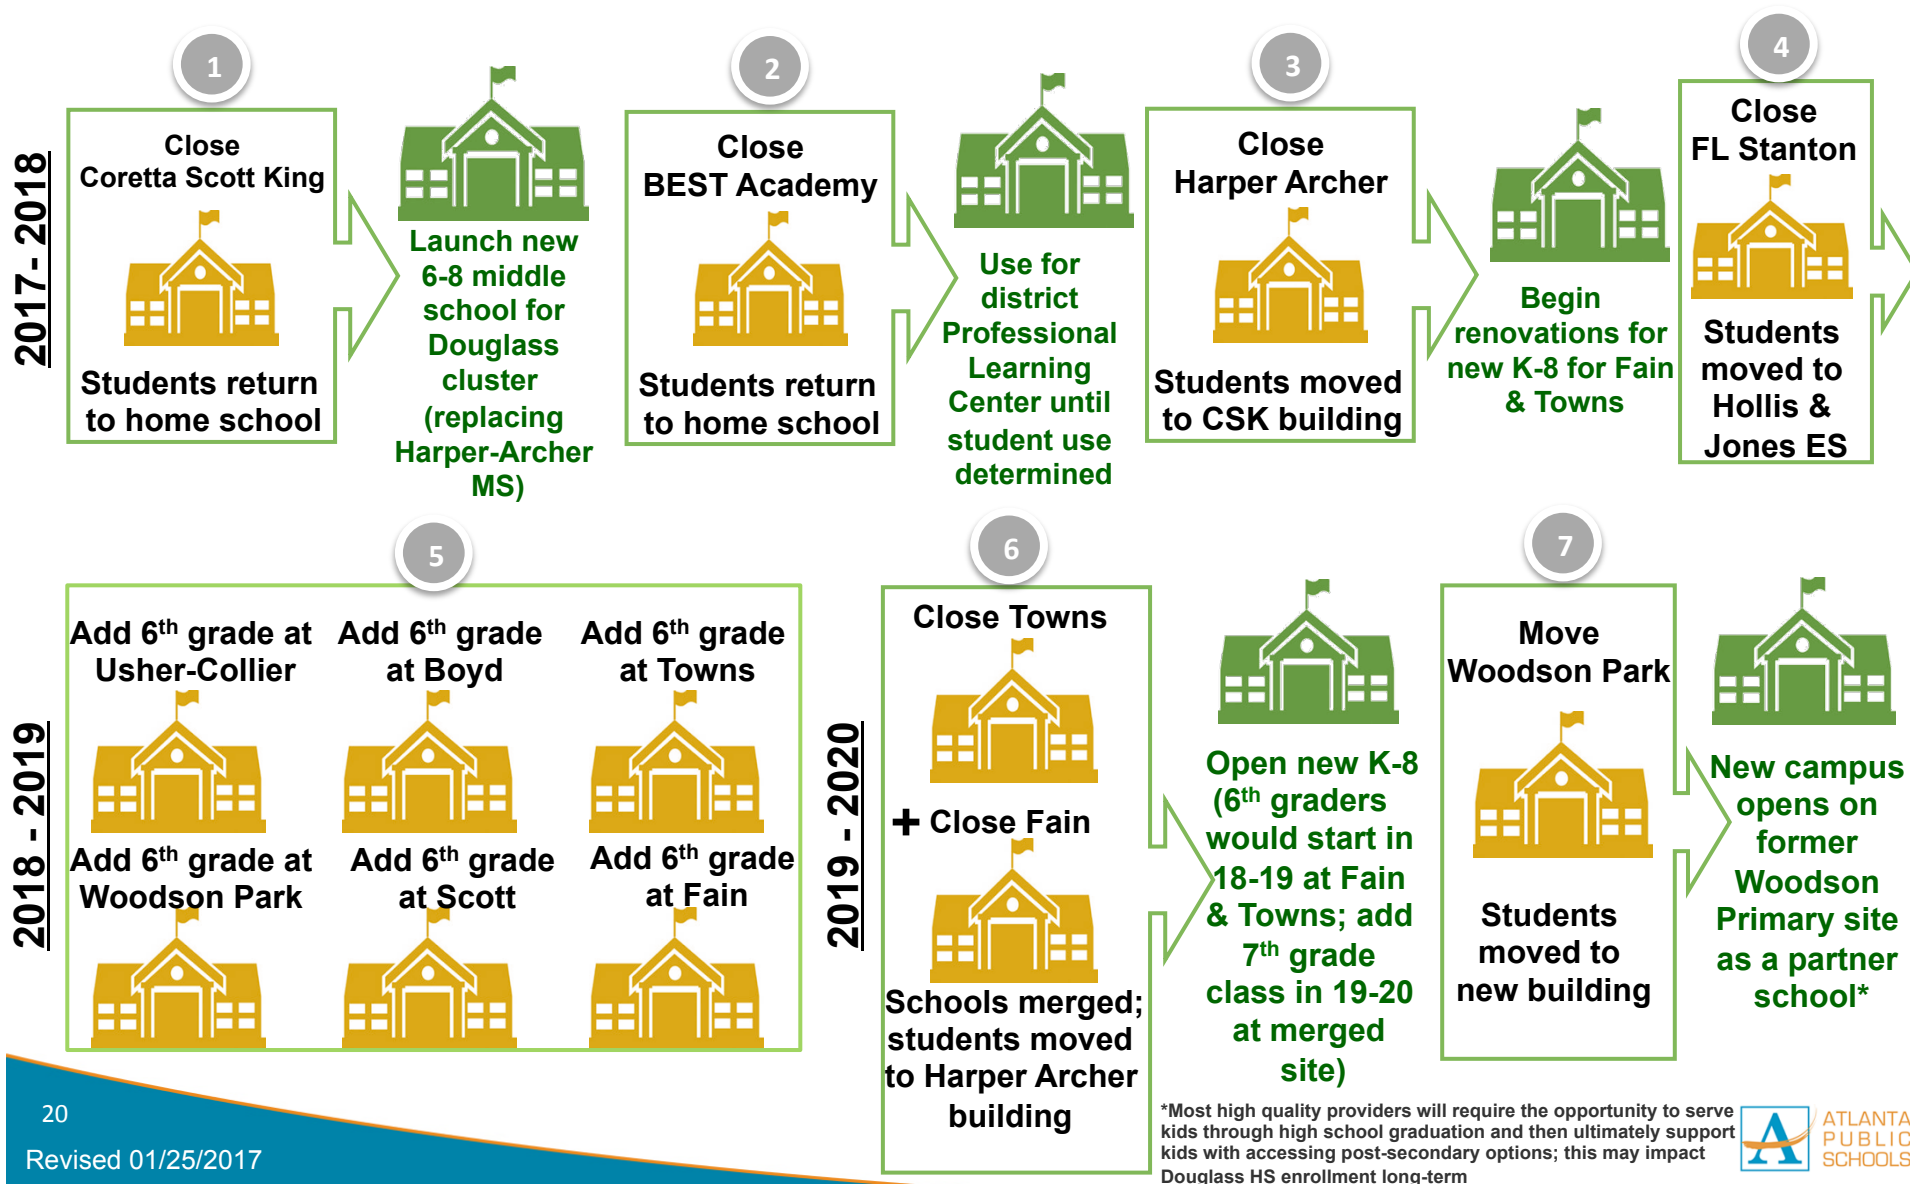 2017- 2018
1
Close
Coretta Scott King
Students return
to home school
Launch new
6-8 middle
school for
Douglass
cluster
(replacing
Harper-Archer
MS)
2
Close
BEST Academy
Students return
to home school
Use for
district
Professional
Learning
Center until
student use
determined
3
Close
Harper Archer
Students moved
to CSK building
Begin
renovations for
new K-8 for Fain
& Towns
4
Close
FL Stanton
Students
moved to
Hollis &
Jones ES
2018 - 2019
5
Add 6th grade at
Usher-Collier
Add 6th grade
at Boyd
Add 6th grade
at Towns
Add 6th grade at
Woodson Park
Add 6th grade
at Scott
Add 6th grade
at Fain
2019 - 2020
6
Close Towns
+ Close Fain
Schools merged;
students moved
to Harper Archer
building
Open new K-8
(6th graders
would start in
18-19 at Fain
& Towns; add
7th grade
class in 19-20
at merged
site)
7
Move
Woodson Park
Students
moved to
new building
New campus
opens on
former
Woodson
Primary site
as a partner
school*
*Most high quality providers will require the opportunity to serve
kids through high school graduation and then ultimately support
kids with accessing post-secondary options; this may impact
Douglass HS enrollment long-term
20
Revised 01/25/2017
ATLANTA
PUBLIC
SCHOOLS